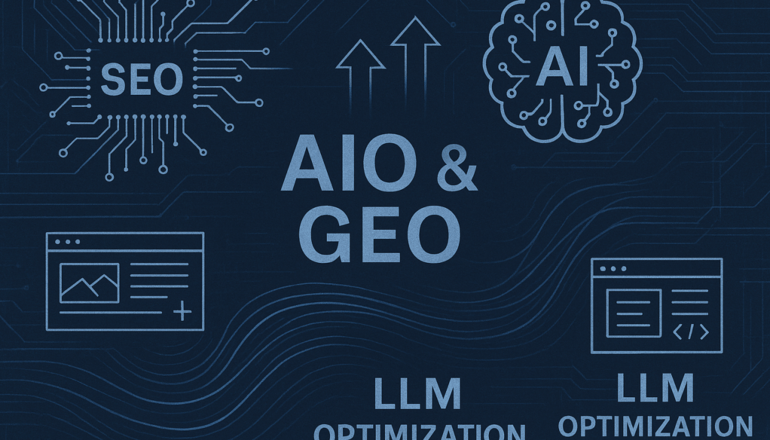 SEO
AI
AIO &
GEO
LLM
OPTIMIZATION
LLM
OPTIMIZATION